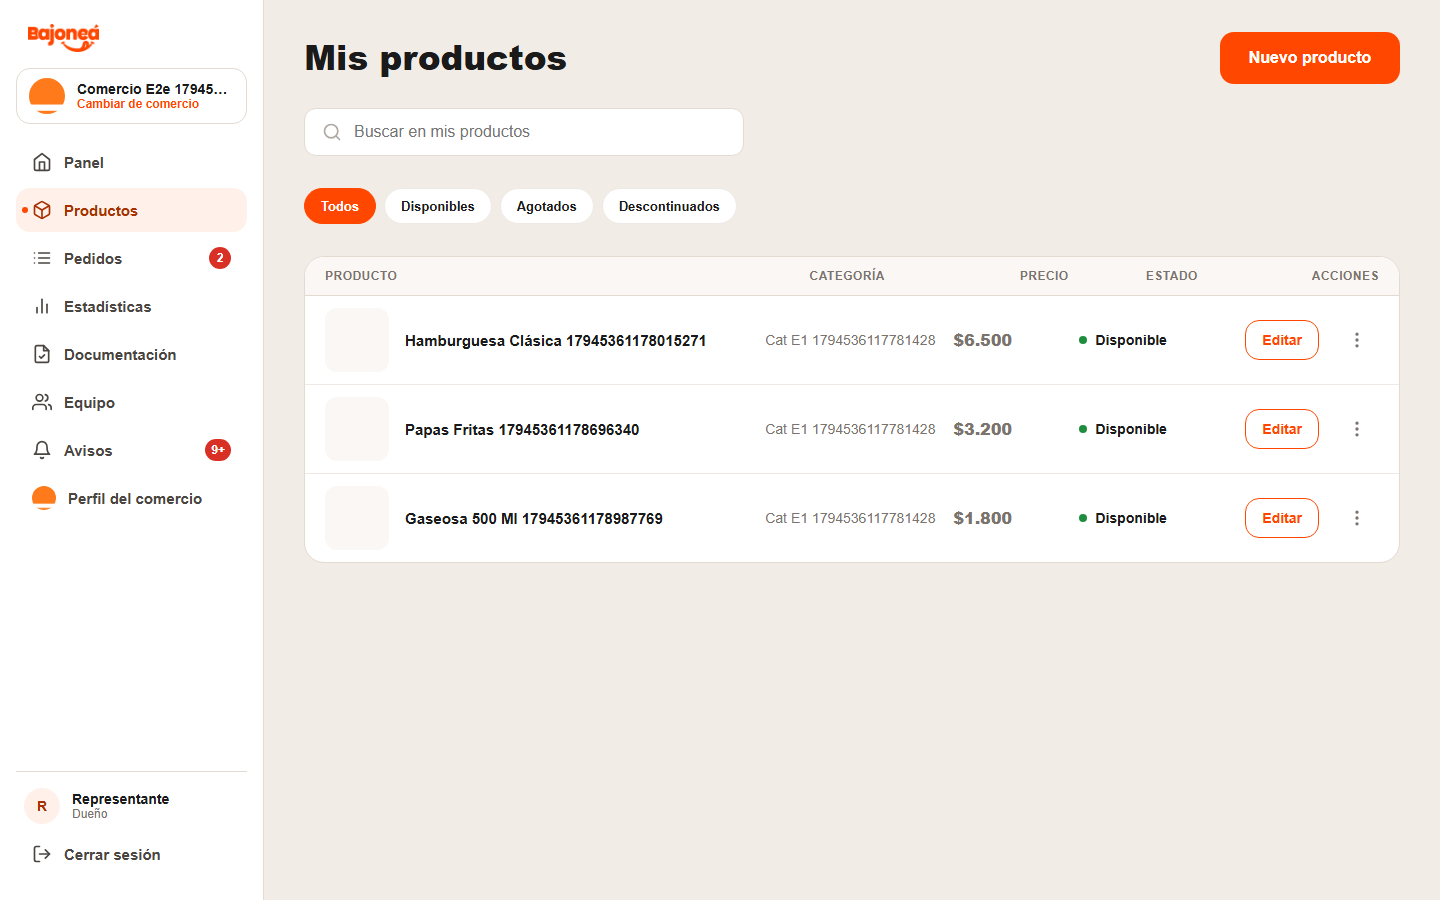 Bajoneá
Comercio E2e 17945...
Cambiar de comercio
Panel
Productos
Pedidos 2
Estadísticas
Documentación
Equipo
Avisos 9+
Perfil del comercio
R
Representante
Dueño
Cerrar sesión
Mis productos
Nuevo producto
Buscar en mis productos
Todos Disponibles Agotados Descontinuados
PRODUCTO CATEGORÍA PRECIO ESTADO ACCIONES
Hamburguesa Clásica 17945361178015271 Cat E1 1794536117781428 $6.500 Disponible Editar
Papas Fritas 17945361178696340 Cat E1 1794536117781428 $3.200 Disponible Editar
Gaseosa 500 Ml 17945361178987769 Cat E1 1794536117781428 $1.800 Disponible Editar